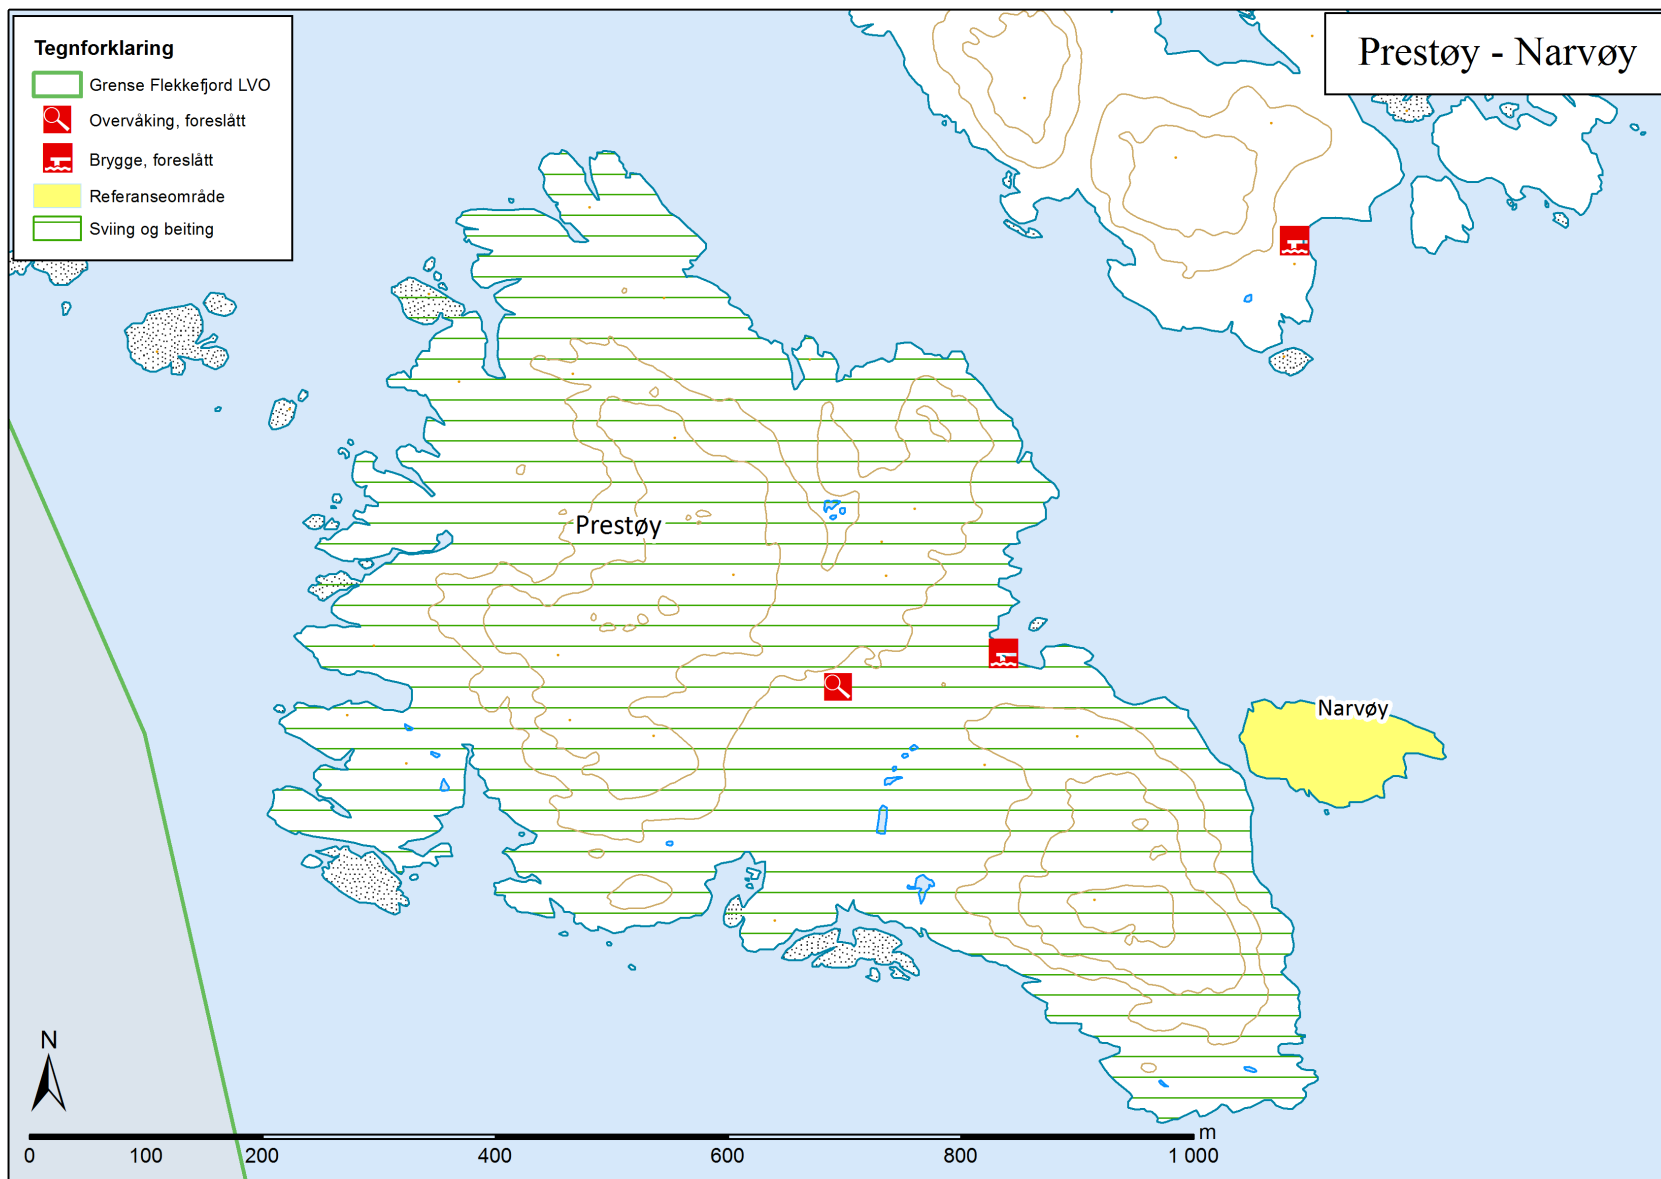 Prestøy - Narvøy
Tegnforklaring
Grense Flekkefjord LVO
Overvåking, foreslått
Brygge, foreslått
Referanseområde
Sviing og beiting
Prestøy
Narvøy
N
m
0 100 200 400 600 800 1 000